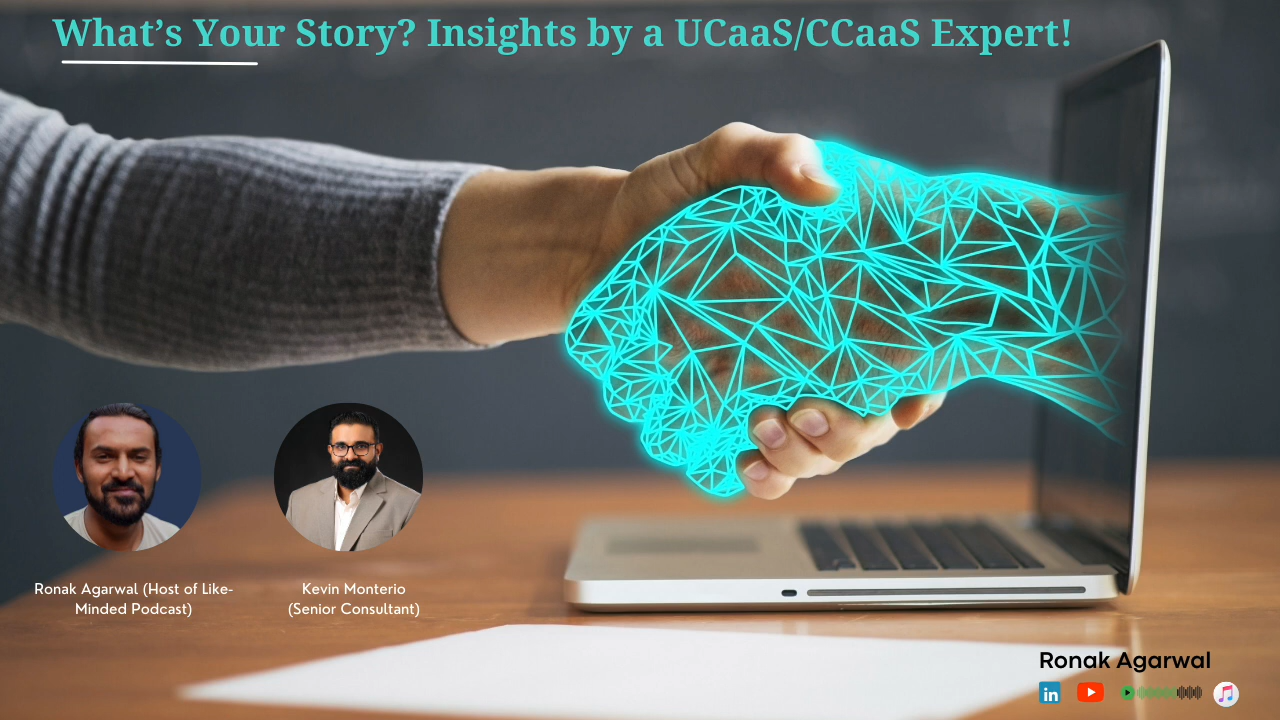 What’s Your Story? Insights by a UCaaS/CCaaS Expert!
Ronak Agarwal (Host of Like-
Minded Podcast)
Kevin Monterio
(Senior Consultant)
Ronak Agarwal
in